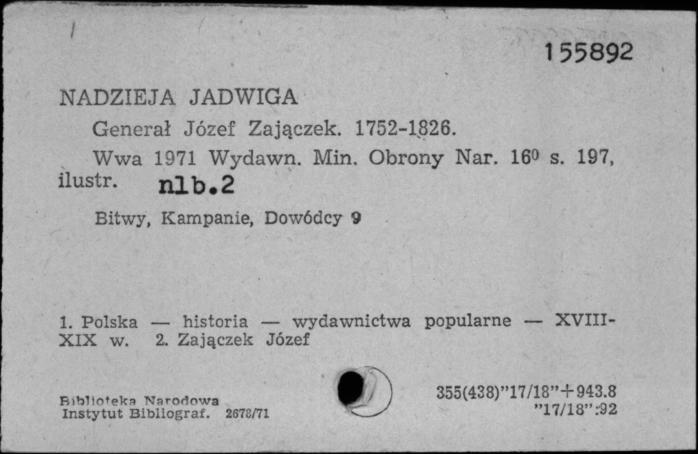 155892
NADZIEJA JADWIGA
Generał Józef Zajączek. 1752-1826.
Wwa 1971 Wydawn. Min. Obrony Nar. 16⁰ s. 197,
ilustr. nlb.2
Bitwy, Kampanie, Dowódcy 9
1. Polska — historia — wydawnictwa popularne — XVIII-
XIX w. 2. Zajączek Józef
Biblioteka Narodowa
Instytut Bibliograf. 2678/71
355(438)"17/18"+943.8
"17/18":92